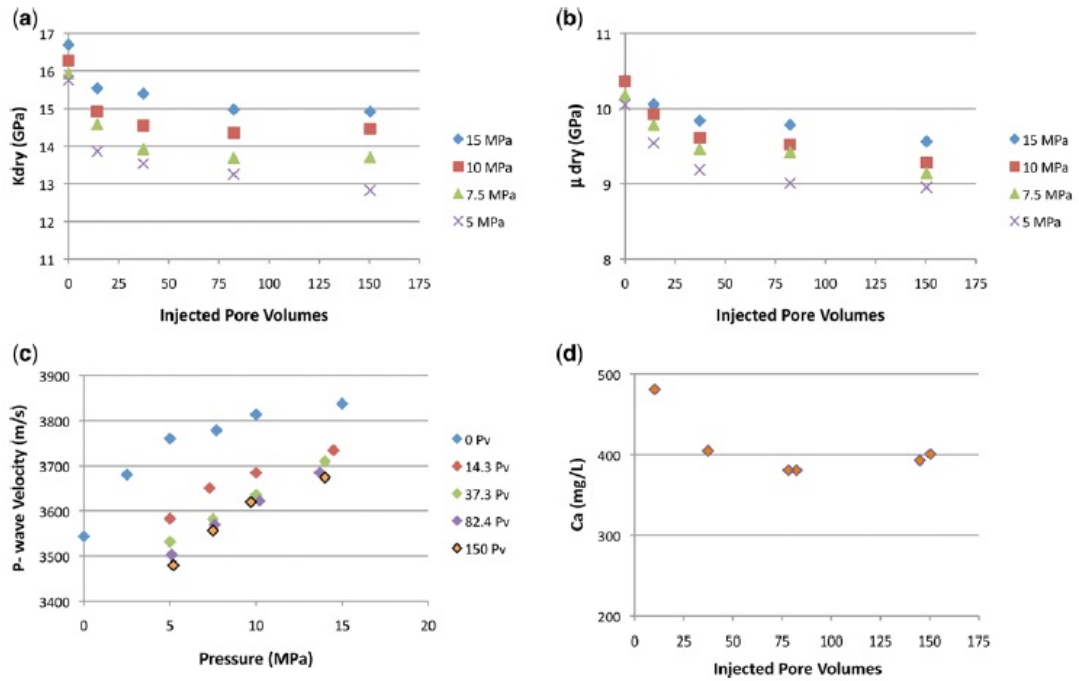 (a)
17
16
15
14
13
12
11
Kdry (GPa)
0 25 50 75 100 125 150 175
Injected Pore Volumes
15 MPa
10 MPa
7.5 MPa
5 MPa
(b)
11
10
9
8
μ dry (GPa)
0 25 50 75 100 125 150 175
Injected Pore Volumes
15 MPa
10 MPa
7.5 MPa
5 MPa
(c)
3900
3800
3700
3600
3500
3400
P- wave Velocity (m/s)
0 5 10 15 20
Pressure (MPa)
0 Pv
14.3 Pv
37.3 Pv
82.4 Pv
150 Pv
(d)
500
400
300
200
Ca (mg/L)
0 25 50 75 100 125 150 175
Injected Pore Volumes